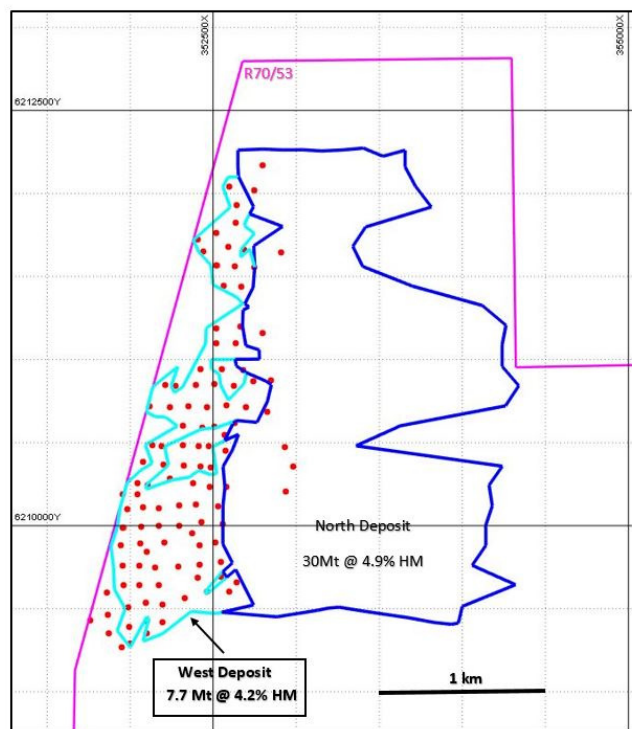 352500X
355000X
R70/53
6212500Y
6210000Y
North Deposit
30Mt @ 4.9% HM
West Deposit
7.7 Mt @ 4.2% HM
1 km